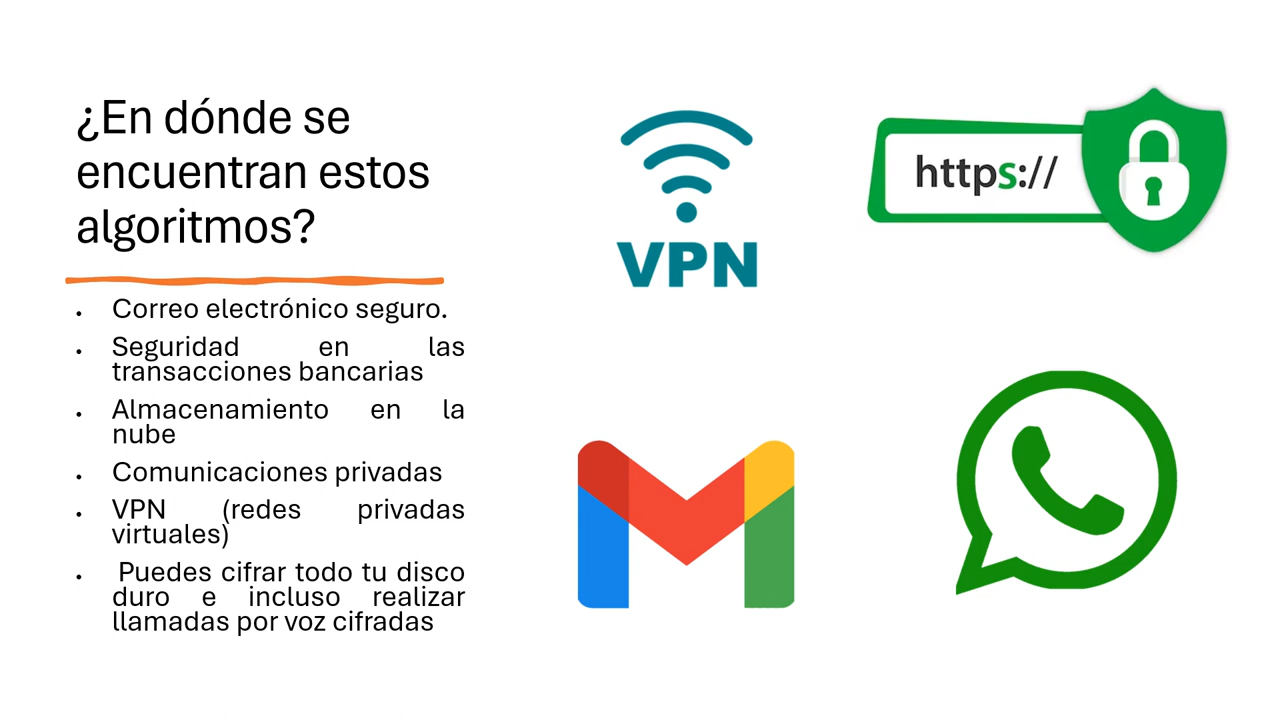 ¿En dónde se
encuentran estos
algoritmos?
• Correo electrónico seguro.
• Seguridad en las
transacciones bancarias
• Almacenamiento en la
nube
• Comunicaciones privadas
• VPN (redes privadas
virtuales)
• Puedes cifrar todo tu disco
duro e incluso realizar
llamadas por voz cifradas
VPN
https://